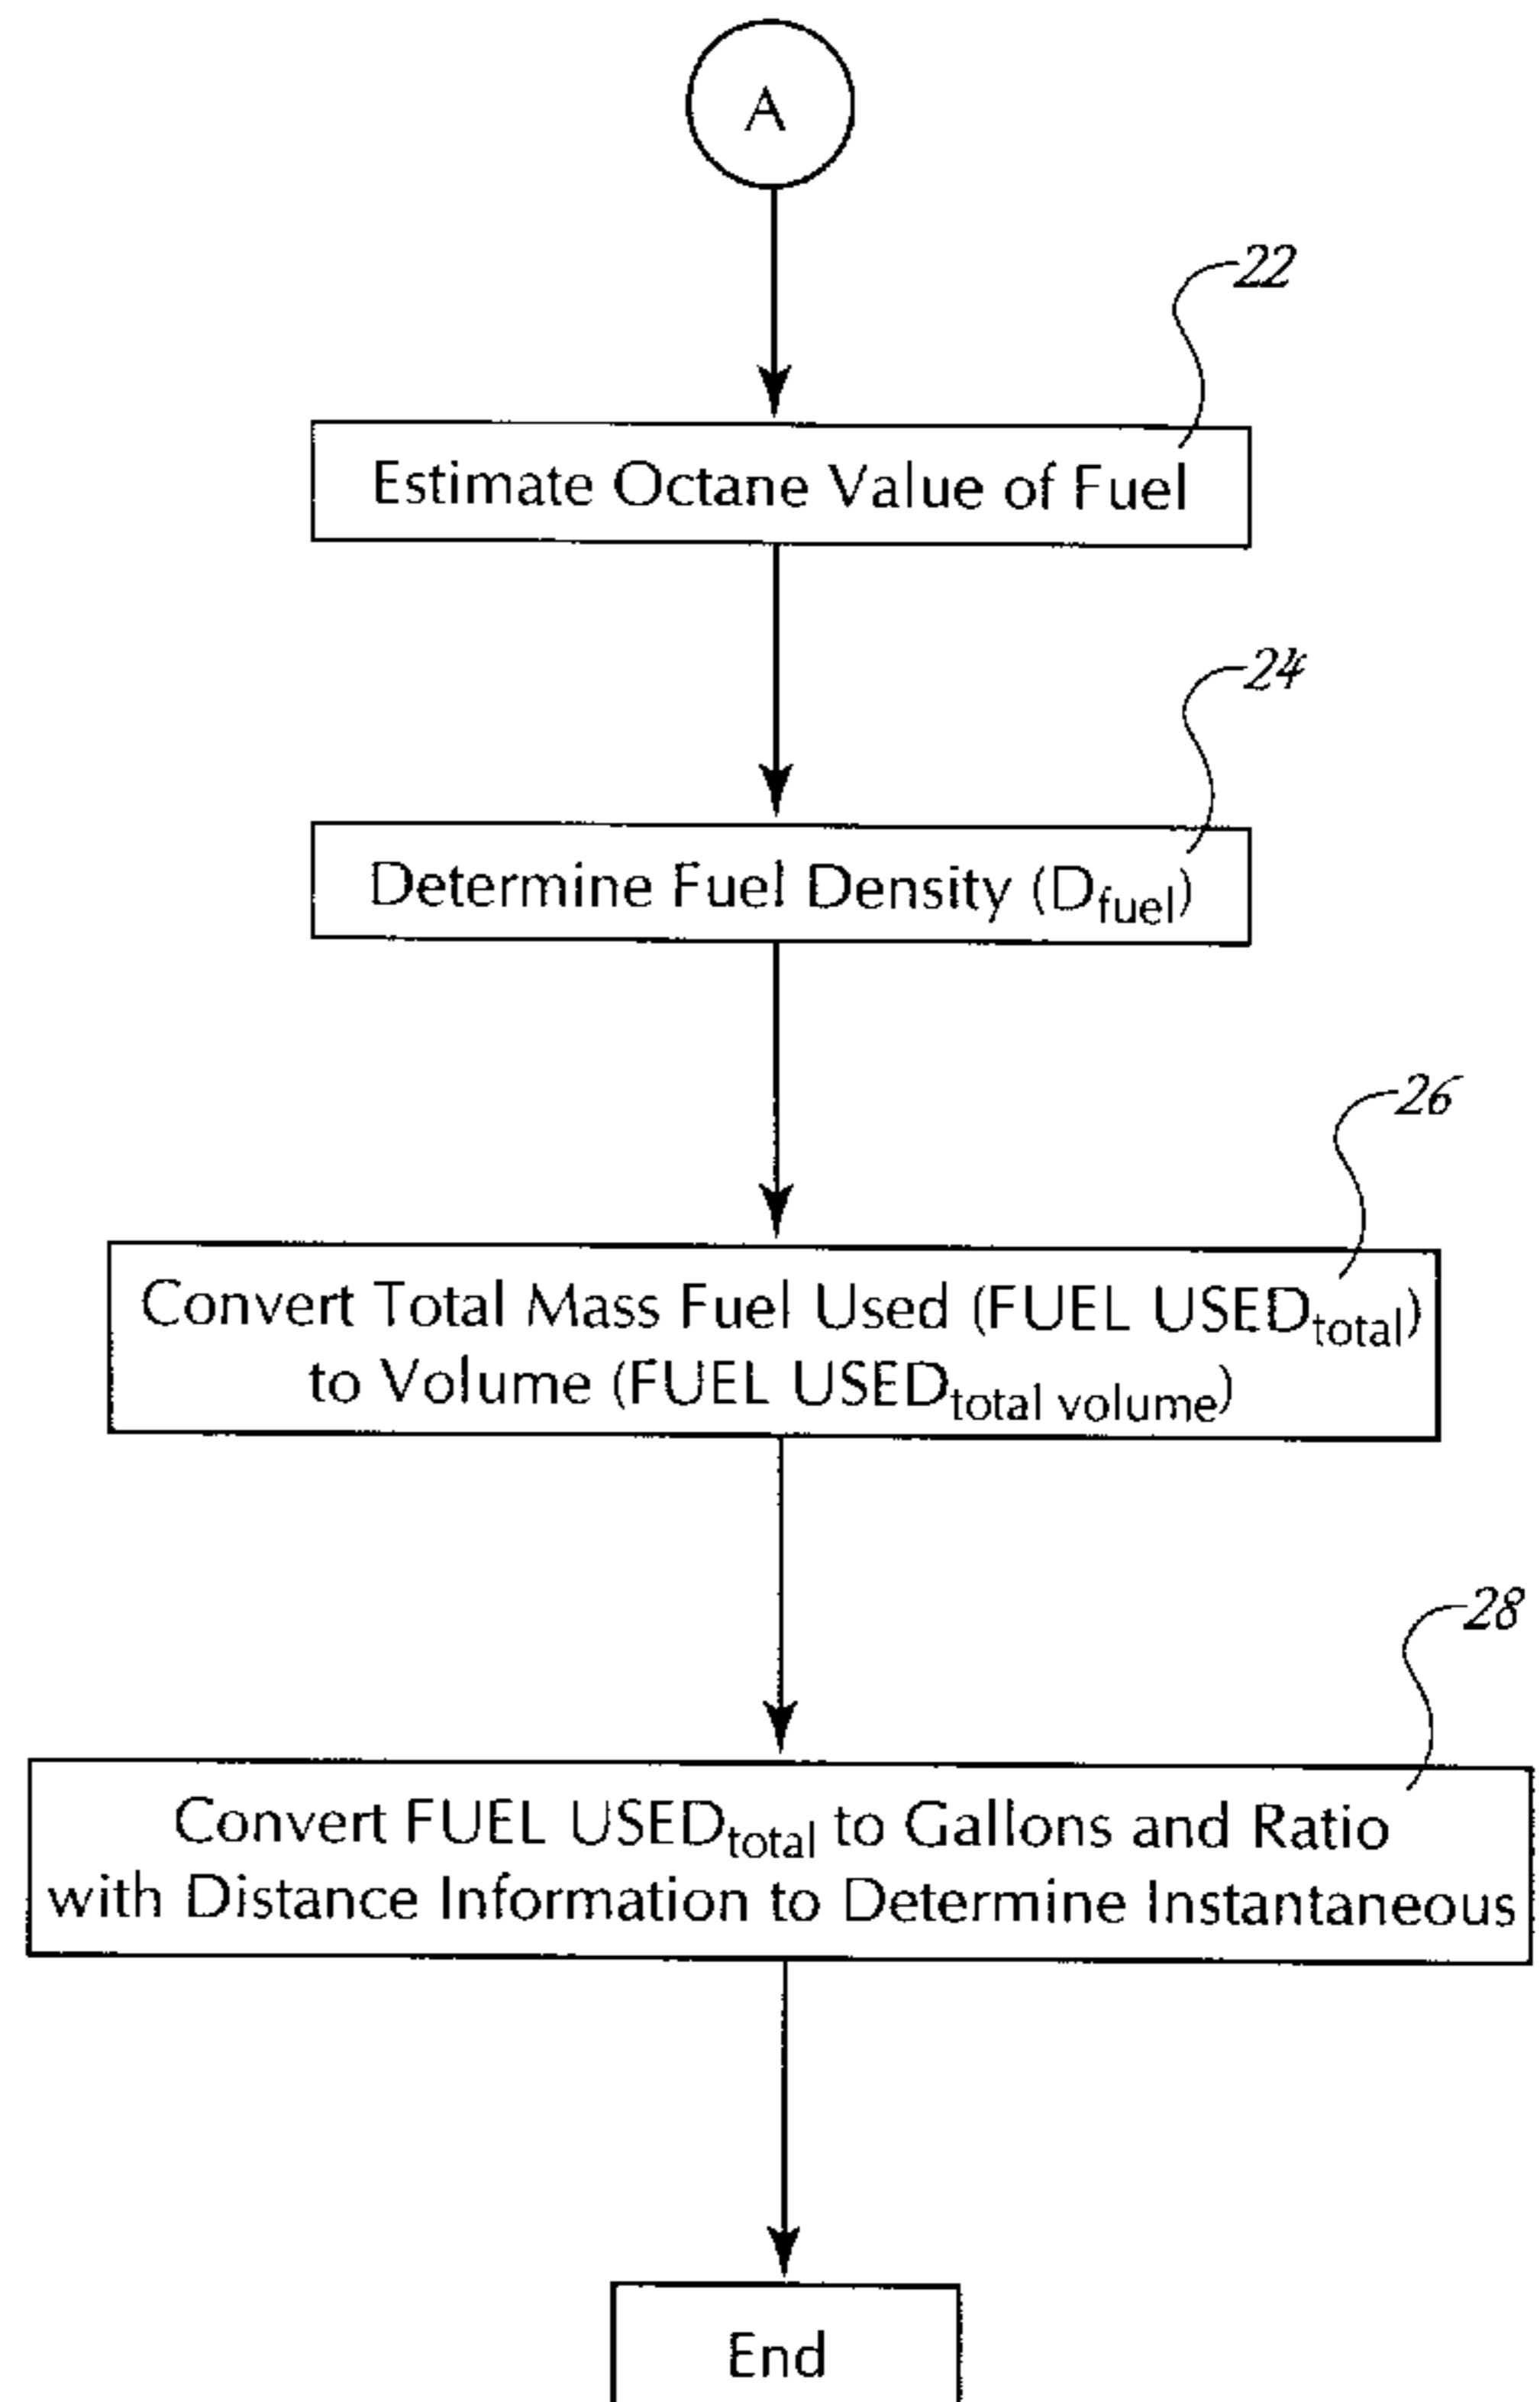 A
22
Estimate Octane Value of Fuel
24
Determine Fuel Density (Dfuel)
26
Convert Total Mass Fuel Used (FUEL USEDtotal)
to Volume (FUEL USEDtotal volume)
28
Convert FUEL USEDtotal to Gallons and Ratio
with Distance Information to Determine Instantaneous
End